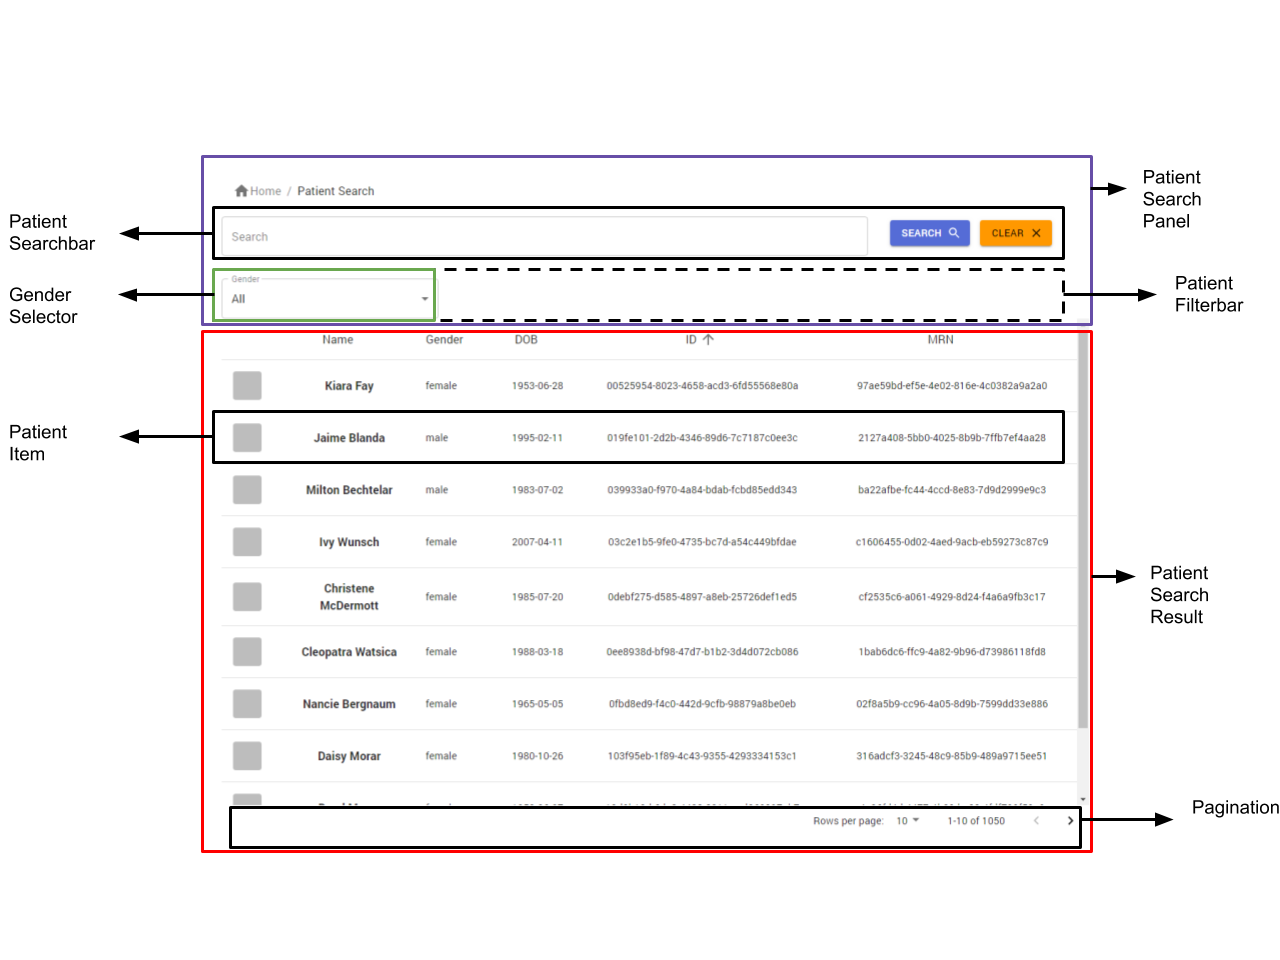 Patient
Search
Panel
Home / Patient Search
Patient
Searchbar
Search
SEARCH
CLEAR
Gender
Selector
Gender
All
Patient
Filterbar
Name Gender DOB ID MRN
Kiara Fay female 1953-06-28 00525954-8023-4658-acd3-6fd55568e80a 97ae59bd-ef5e-4e02-816e-4c0382a9a2a0
Patient
Item
Jaime Blanda male 1995-02-11 019fe101-2d2b-4346-89d6-7c7187c0ee3c 2127a408-5bb0-4025-8b9b-7ffb7ef4aa28
Milton Bechtelar male 1983-07-02 039933a0-f970-4a84-bdab-fcbd85edd343 ba22afbe-fc44-4ccd-8e83-7d9d2999e9c3
Ivy Wunsch female 2007-04-11 03c2e1b5-9fe0-4735-bc7d-a54c449bfdae c1606455-0d02-4aed-9acb-eb59273c87c9
Christene
McDermott female 1985-07-20 0debf275-d585-4897-a8eb-25726def1ed5 cf2535c6-a061-4929-8d24-f4a6a9fb3c17
Patient
Search
Result
Cleopatra Watsica female 1988-03-18 0ee8938d-bf98-47d7-b1b2-3d4d072cb086 1bab6dc6-ffc9-4a82-9b96-d73986118fd8
Nancie Bergnaum female 1965-05-05 0fbd8ed9-f4c0-442d-9cfb-98879a8be0eb 02f8a5b9-cc96-4a05-8d9b-7599dd33e886
Daisy Morar female 1980-10-26 103f95eb-1f89-4c43-9355-4293334153c1 316adcf3-3245-48c9-85b9-489a9715ee51
Rows per page: 10 1-10 of 1050
Pagination